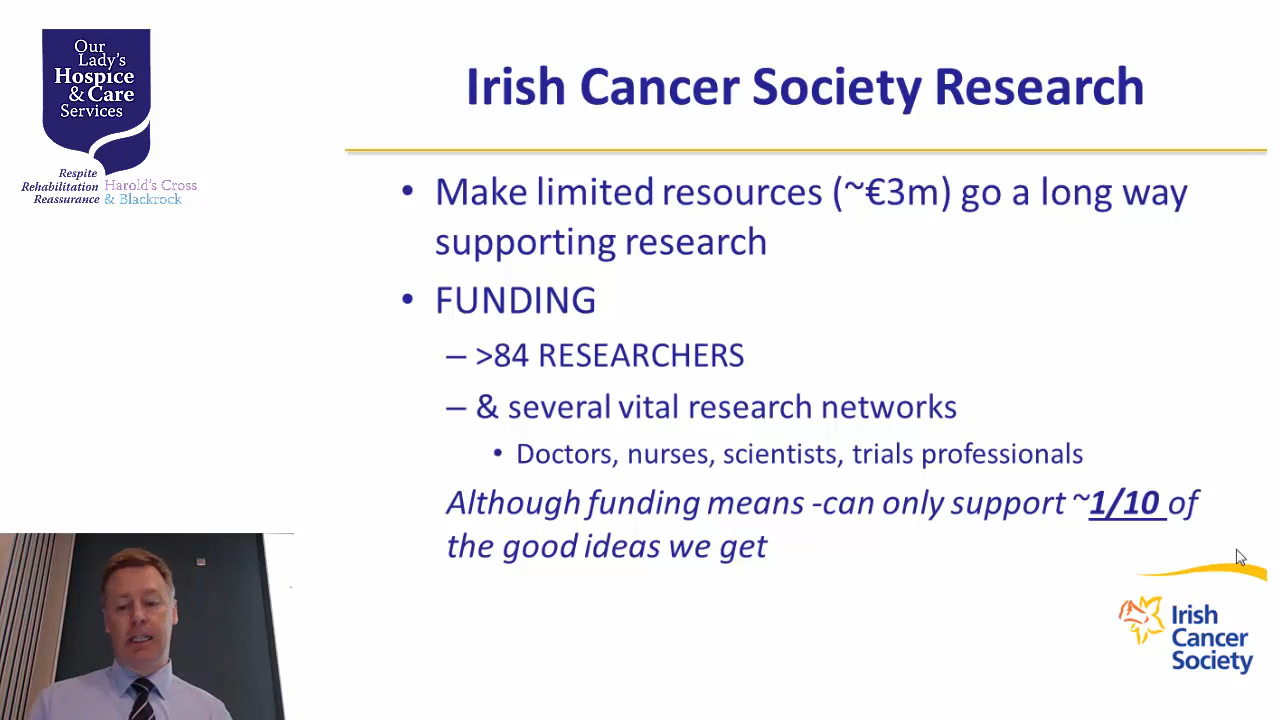 Our
Lady's
Hospice
& Care
Services
Respite
Rehabilitation
Reassurance
Harold's Cross
& Blackrock
Irish Cancer Society Research
• Make limited resources (~€3m) go a long way
supporting research
• FUNDING
– >84 RESEARCHERS
– & several vital research networks
• Doctors, nurses, scientists, trials professionals
Although funding means -can only support ~1/10 of
the good ideas we get
Irish
Cancer
Society